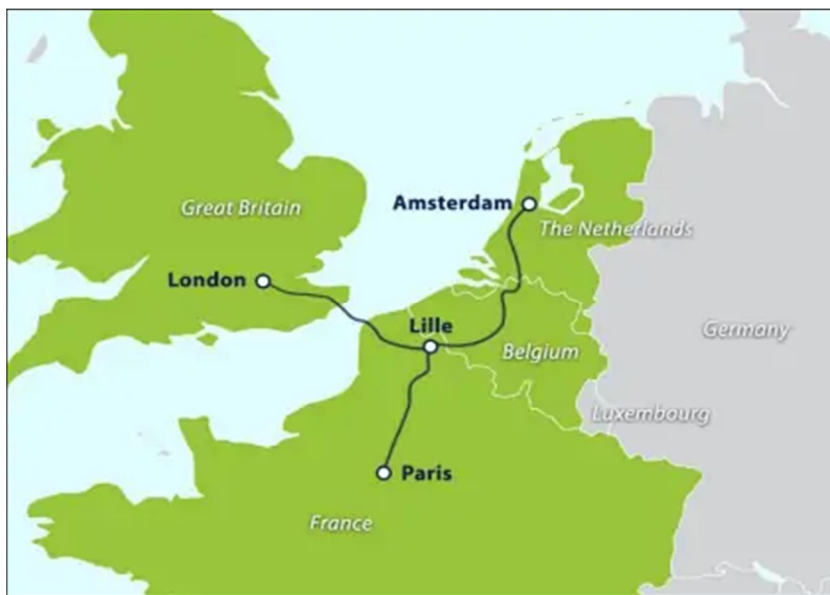 Great Britain
Amsterdam
The Netherlands
London
Lille
Germany
Belgium
Luxembourg
Paris
France